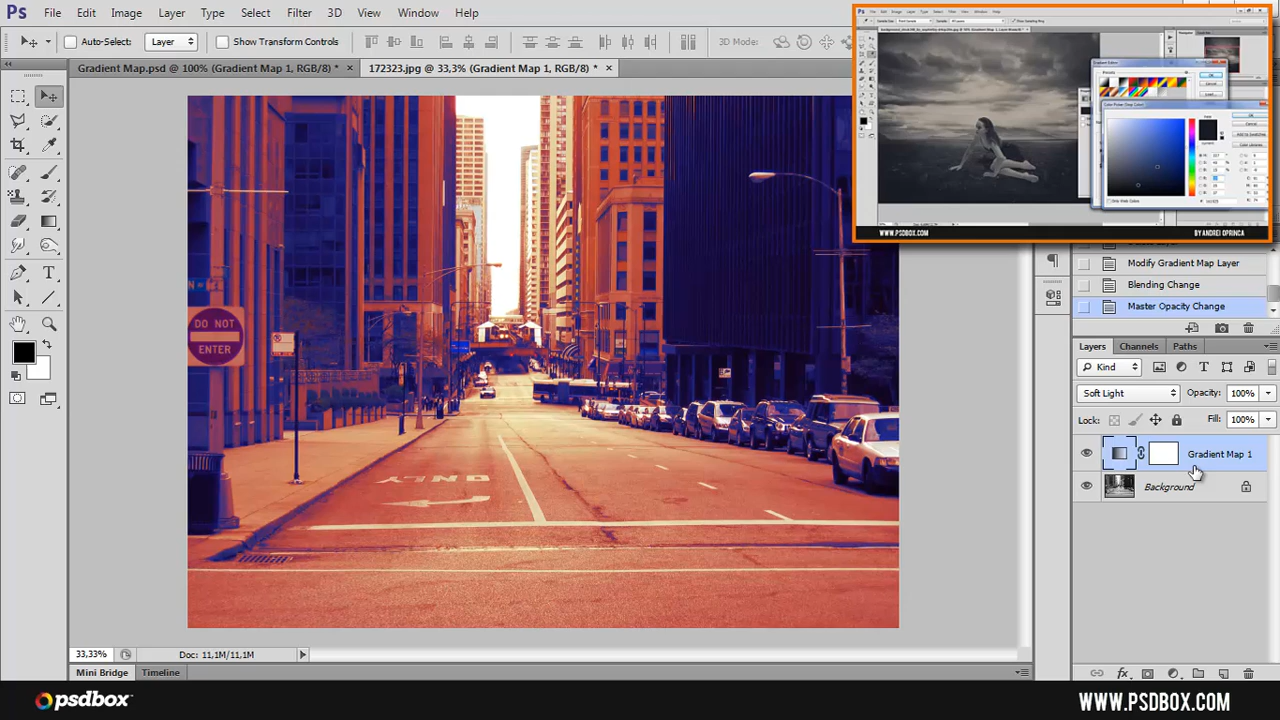 Ps File Edit Image Layer Type Select Filter 3D View Window Help
Auto-Select: Layer Show Transform Controls 3D Mode:
Gradient Map.psd @ 100% (Gradient Map 1, RGB/8) * × 172323.jpg @ 33,3% (Gradient Map 1, RGB/8) * ×
WWW.PSDBOX.COM BY ANDREI OPRINCA
Modify Gradient Map Layer
Blending Change
Master Opacity Change
Layers Channels Paths
Kind
Soft Light Opacity: 100%
Lock: Fill: 100%
Gradient Map 1
Background
DO NOT
ENTER
ONLY
33,33% Doc: 11,1M/11,1M
Mini Bridge Timeline
psdbox WWW.PSDBOX.COM